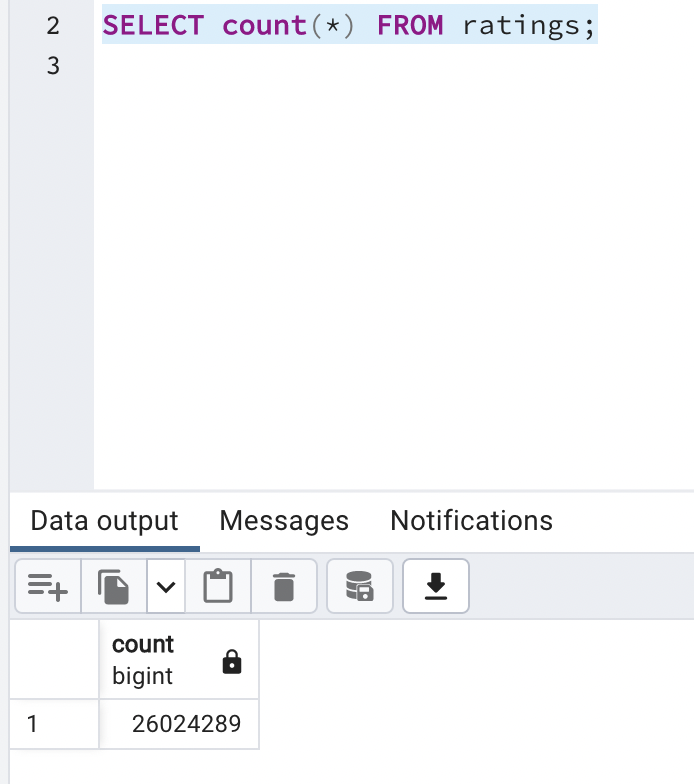 2 SELECT count(*) FROM ratings;
3
Data output Messages Notifications
count
bigint
1 26024289